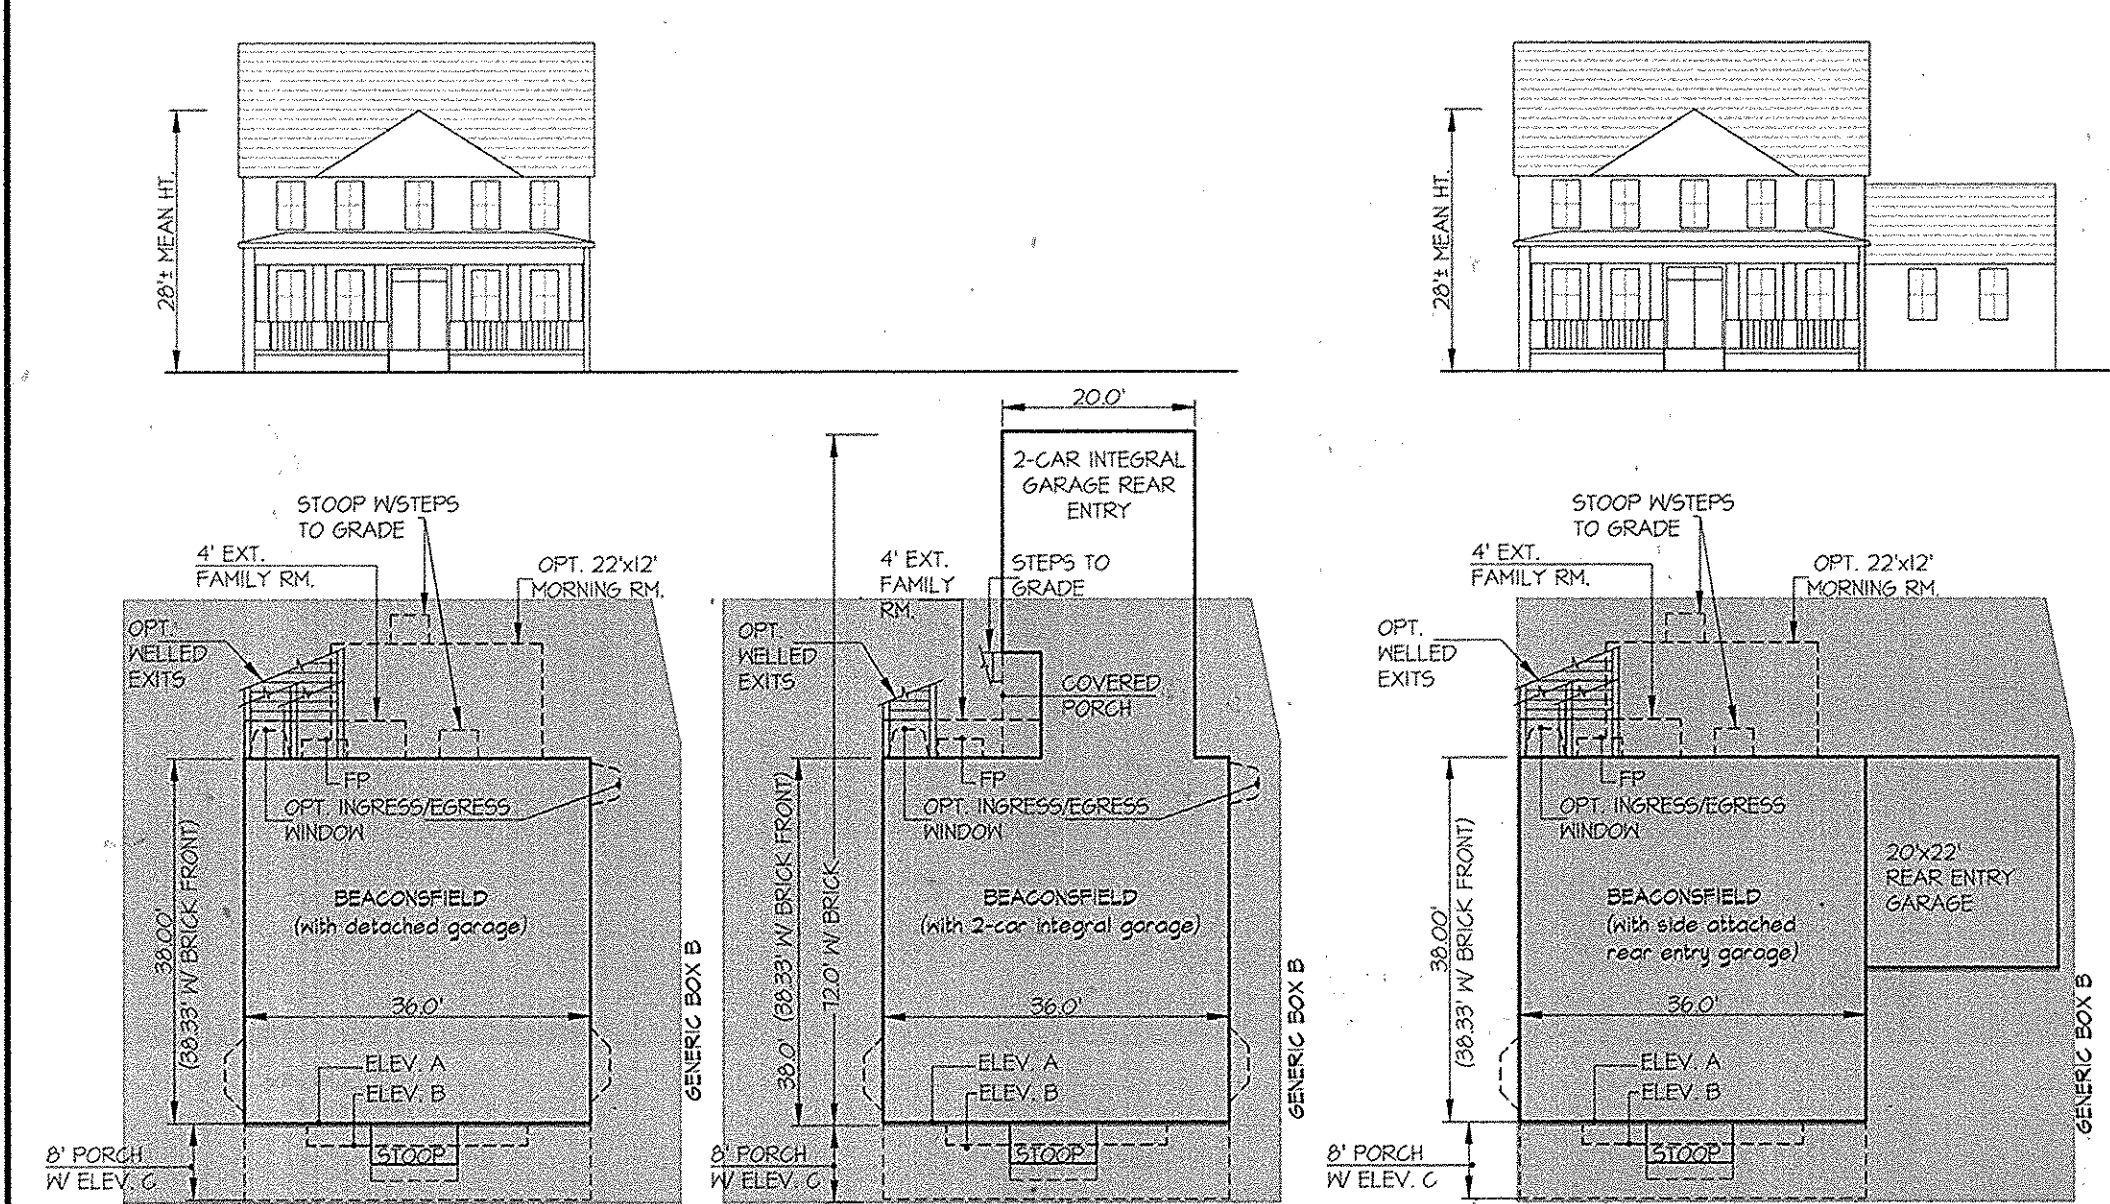 28'± MEAN HT.
28'± MEAN HT.
STOOP W/STEPS
TO GRADE
4' EXT.
FAMILY RM.
OPT. 22'x12'
MORNING RM.
OPT.
WELLED
EXITS
FP
OPT. INGRESS/EGRESS
WINDOW
38.00'
(38.33' W/ BRICK FRONT)
BEACONSFIELD
(with detached garage)
36.0'
ELEV. A
ELEV. B
STOOP
8' PORCH
W/ ELEV. C
GENERIC BOX B
20.0'
2-CAR INTEGRAL
GARAGE REAR
ENTRY
4' EXT.
FAMILY
RM.
STEPS TO
GRADE
OPT.
WELLED
EXITS
COVERED
PORCH
FP
OPT. INGRESS/EGRESS
WINDOW
38.0' (38.33' W/ BRICK FRONT)
72.0' W/ BRICK
BEACONSFIELD
(with 2-car integral garage)
36.0'
ELEV. A
ELEV. B
STOOP
8' PORCH
W/ ELEV. C
GENERIC BOX B
STOOP W/STEPS
TO GRADE
4' EXT.
FAMILY RM.
OPT. 22'x12'
MORNING RM.
OPT.
WELLED
EXITS
FP
OPT. INGRESS/EGRESS
WINDOW
38.00'
(38.33' W/ BRICK FRONT)
BEACONSFIELD
(with side attached
rear entry garage)
20'x22'
REAR ENTRY
GARAGE
36.0'
ELEV. A
ELEV. B
STOOP
8' PORCH
W/ ELEV. C
GENERIC BOX B